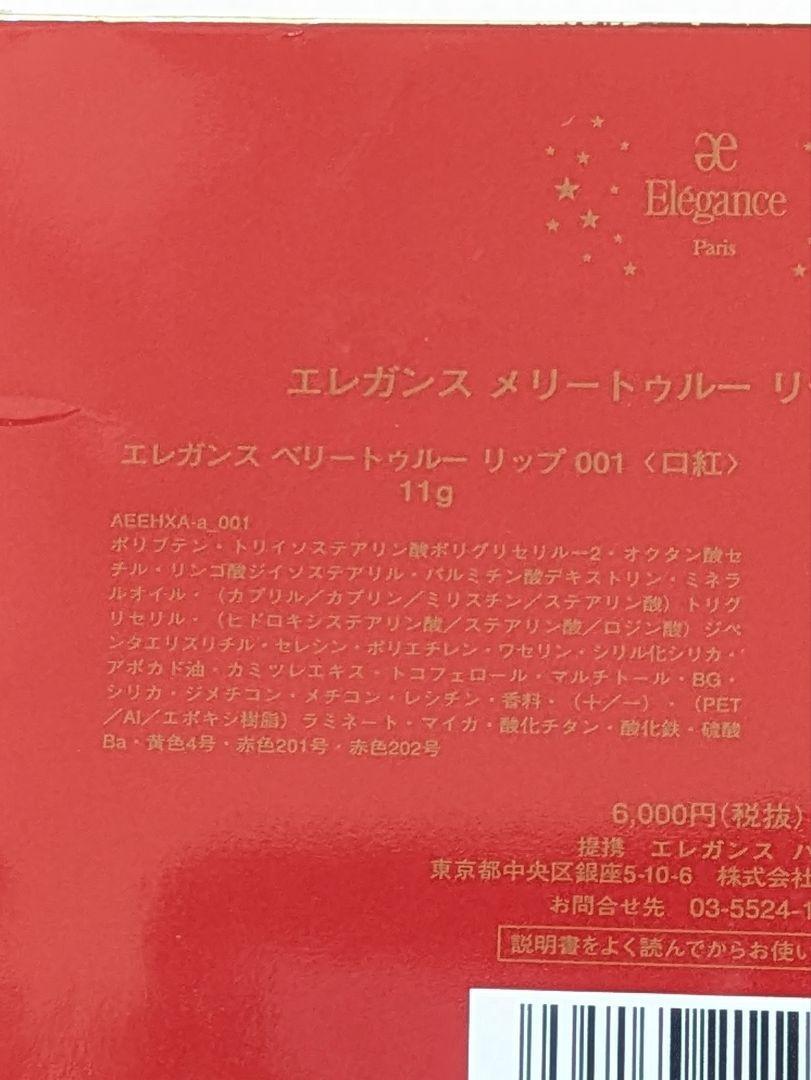 æ
Elégance
Paris
エレガンス メリートゥルー リ
エレガンス ベリートゥルー リップ 001〈口紅〉
11g
AEEHXA-a_001
ポリブテン・トリイソステアリン酸ポリグリセリル－2・オクタン酸セ
チル・リンゴ酸ジイソステアリル・パルミチン酸デキストリン・ミネラ
ルオイル・（カプリル／カプリン／ミリスチン／ステアリン酸）トリグ
リセリル・（ヒドロキシステアリン酸／ステアリン酸／ロジン酸）ジペ
ンタエリスリチル・セレシン・ポリエチレン・ワセリン・シリル化シリカ・
アボカド油・カミツレエキス・トコフェロール・マルチトール・BG・
シリカ・ジメチコン・メチコン・レシチン・香料・（＋／－）・（PET
／Al／エポキシ樹脂）ラミネート・マイカ・酸化チタン・酸化鉄・硫酸
Ba・黄色4号・赤色201号・赤色202号
6,000円（税抜）
提携 エレガンス ハ
東京都中央区銀座5-10-6 株式会社
お問合せ先 03-5524-1
説明書をよく読んでからお使い